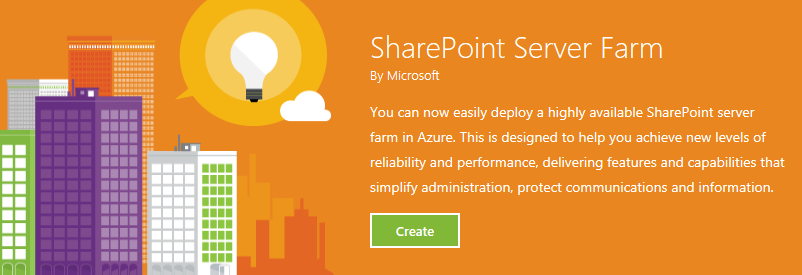 SharePoint Server Farm
By Microsoft
You can now easily deploy a highly available SharePoint server
farm in Azure. This is designed to help you achieve new levels of
reliability and performance, delivering features and capabilities that
simplify administration, protect communications and information.
Create